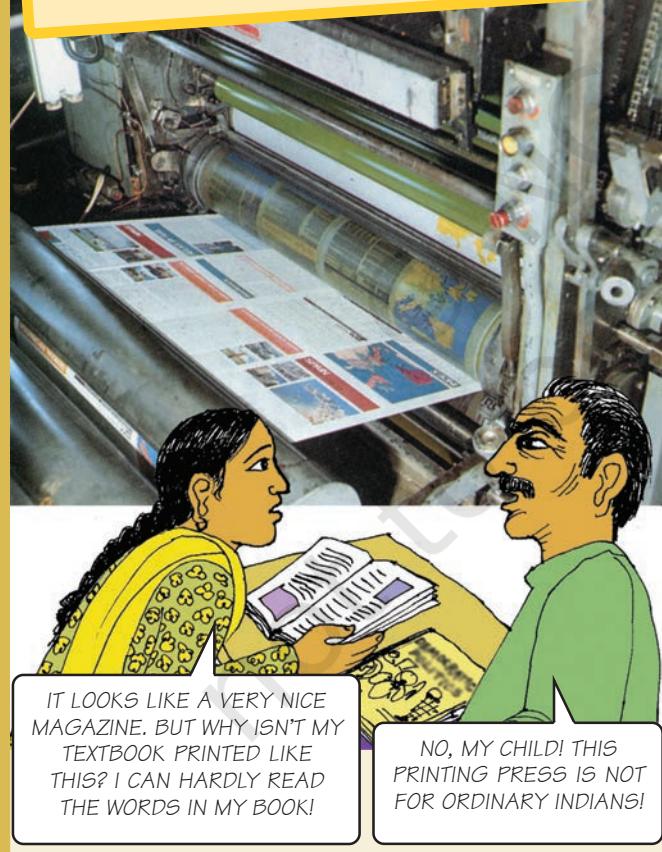 IT LOOKS LIKE A VERY NICE
MAGAZINE. BUT WHY ISN'T MY
TEXTBOOK PRINTED LIKE
THIS? I CAN HARDLY READ
THE WORDS IN MY BOOK!
NO, MY CHILD! THIS
PRINTING PRESS IS NOT
FOR ORDINARY INDIANS!